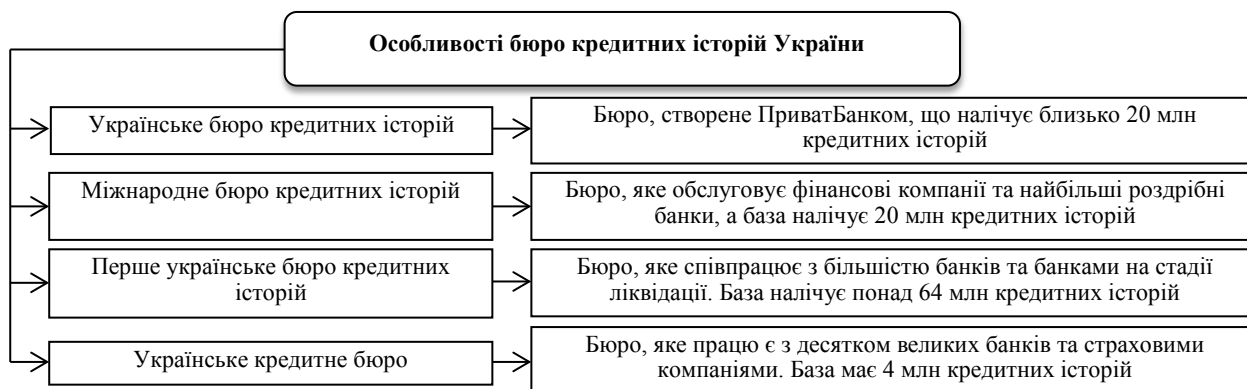 Особливості бюро кредитних історій України
Українське бюро кредитних історій
Бюро, створене ПриватБанком, що налічує близько 20 млн
кредитних історій
Міжнародне бюро кредитних історій
Бюро, яке обслуговує фінансові компанії та найбільші роздрібні
банки, а база налічує 20 млн кредитних історій
Перше українське бюро кредитних
історій
Бюро, яке співпрацює з більшістю банків та банками на стадії
ліквідації. База налічує понад 64 млн кредитних історій
Українське кредитне бюро
Бюро, яке працю є з десятком великих банків та страховими
компаніями. База має 4 млн кредитних історій